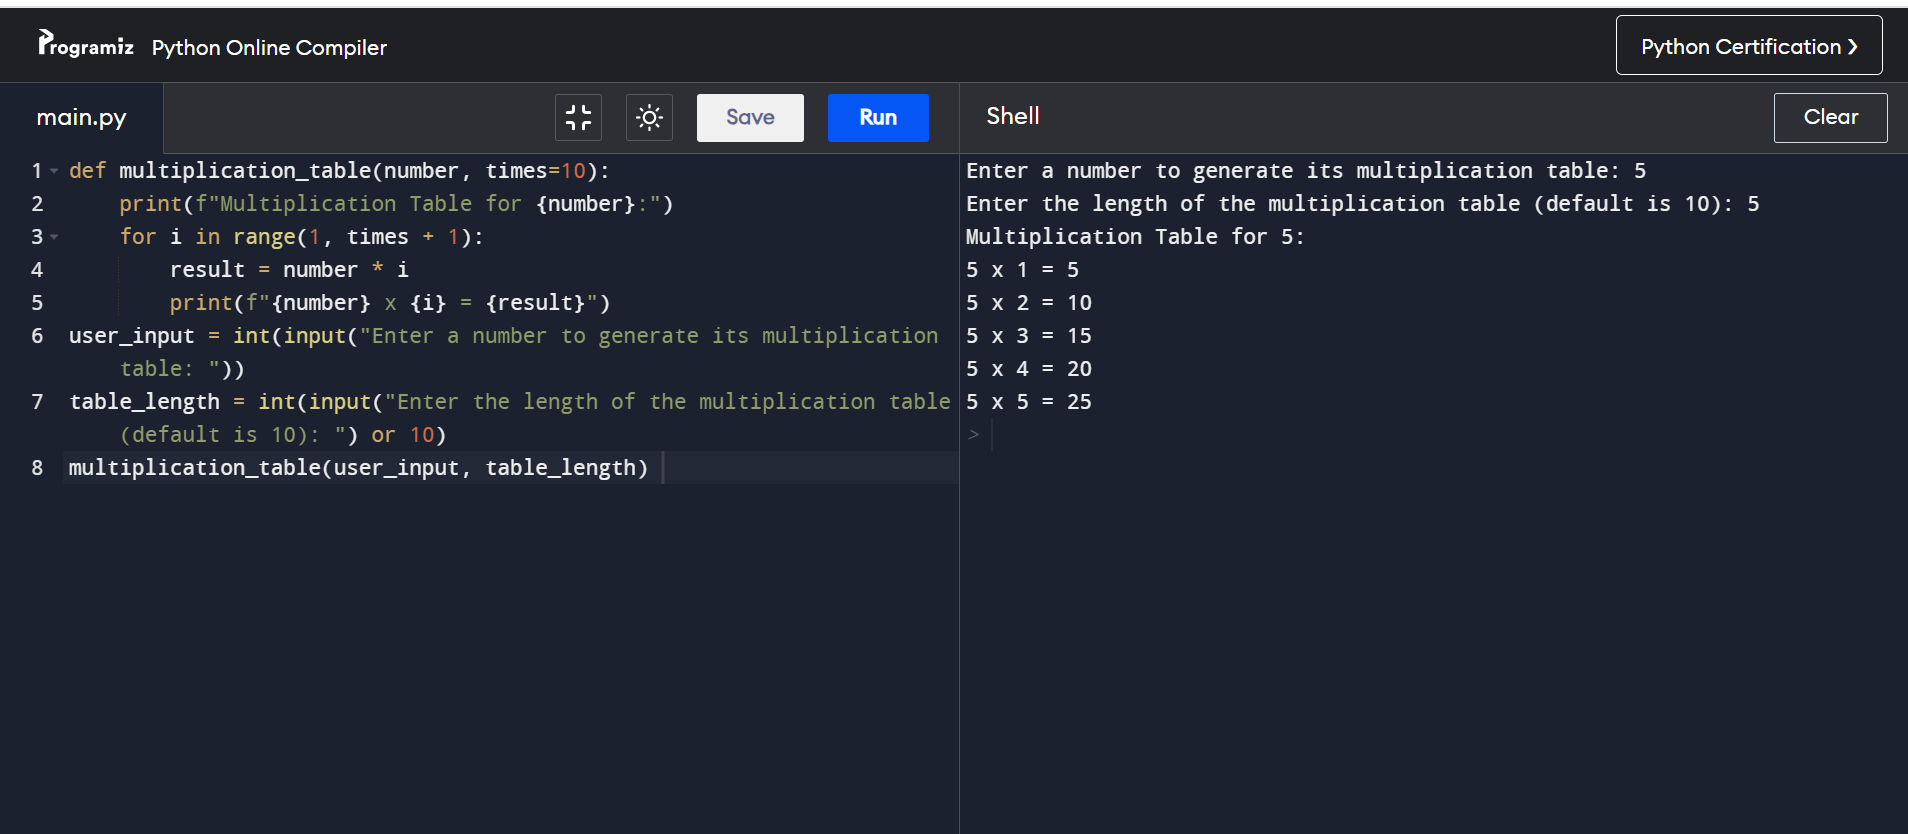 Programiz Python Online Compiler
Python Certification ❯
main.py
Save
Run
Shell
Clear
1 def multiplication_table(number, times=10):
2     print(f"Multiplication Table for {number}:")
3     for i in range(1, times + 1):
4         result = number * i
5         print(f"{number} x {i} = {result}")
6 user_input = int(input("Enter a number to generate its multiplication
    table: "))
7 table_length = int(input("Enter the length of the multiplication table
    (default is 10): ") or 10)
8 multiplication_table(user_input, table_length)
Enter a number to generate its multiplication table: 5
Enter the length of the multiplication table (default is 10): 5
Multiplication Table for 5:
5 x 1 = 5
5 x 2 = 10
5 x 3 = 15
5 x 4 = 20
5 x 5 = 25
>